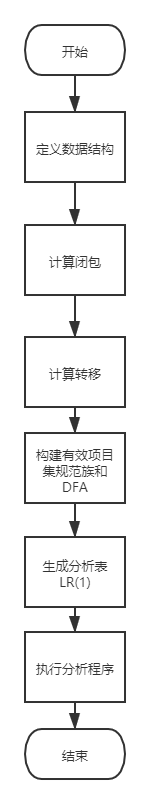 开始
定义数据结构
计算闭包
计算转移
构建有效项目
集规范族和
DFA
生成分析表
LR(1)
执行分析程序
结束